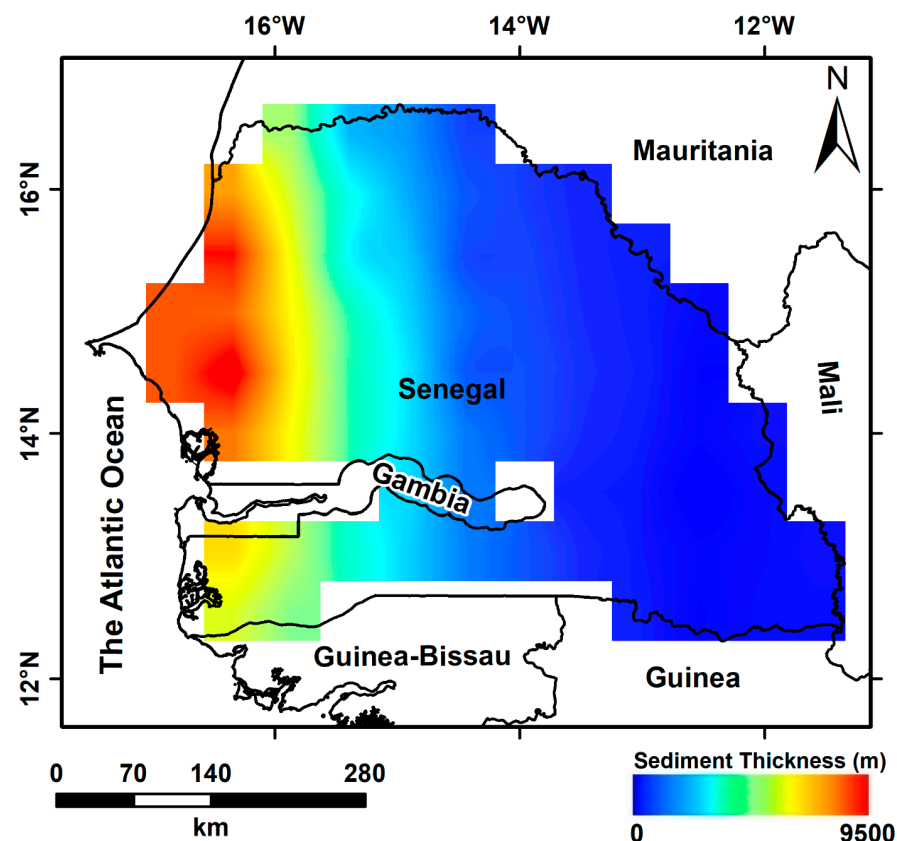 16°W 14°W 12°W
N
Mauritania
16°N
Mali
Senegal
14°N
The Atlantic Ocean
Gambia
Guinea-Bissau
Guinea
12°N
Sediment Thickness (m)
0 70 140 280
km
0 9500